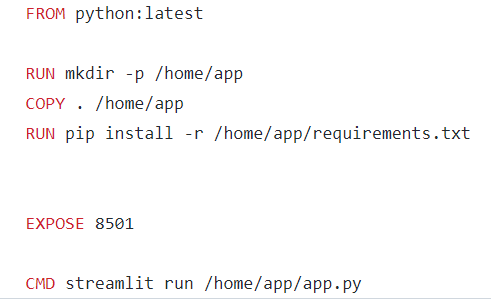 FROM python:latest
RUN mkdir -p /home/app
COPY . /home/app
RUN pip install -r /home/app/requirements.txt
EXPOSE 8501
CMD streamlit run /home/app/app.py